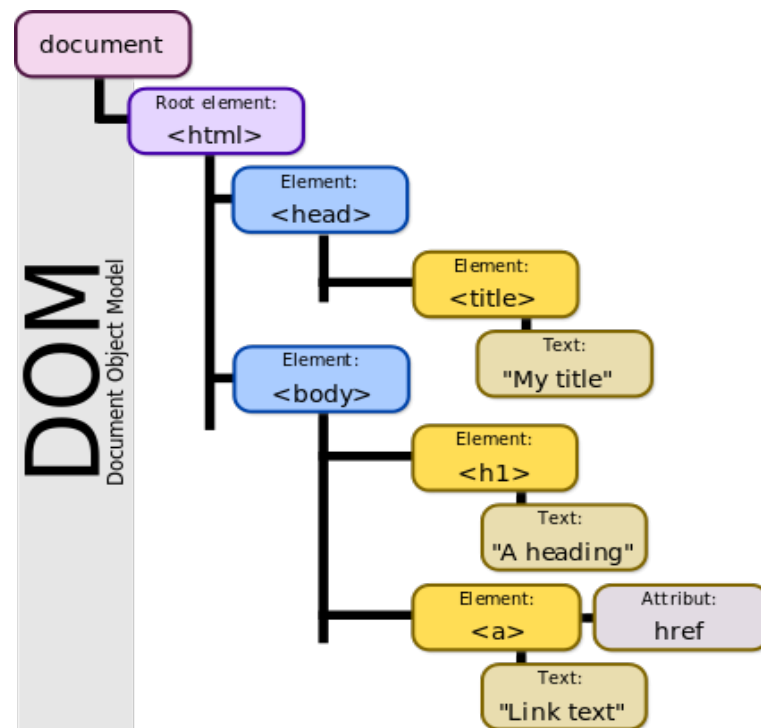 document
Root element:
<html>
Element:
<head>
Element:
<title>
Text:
"My title"
Element:
<body>
Element:
<h1>
Text:
"A heading"
Element:
<a>
Attribut:
href
Text:
"Link text"
DOM
Document Object Model